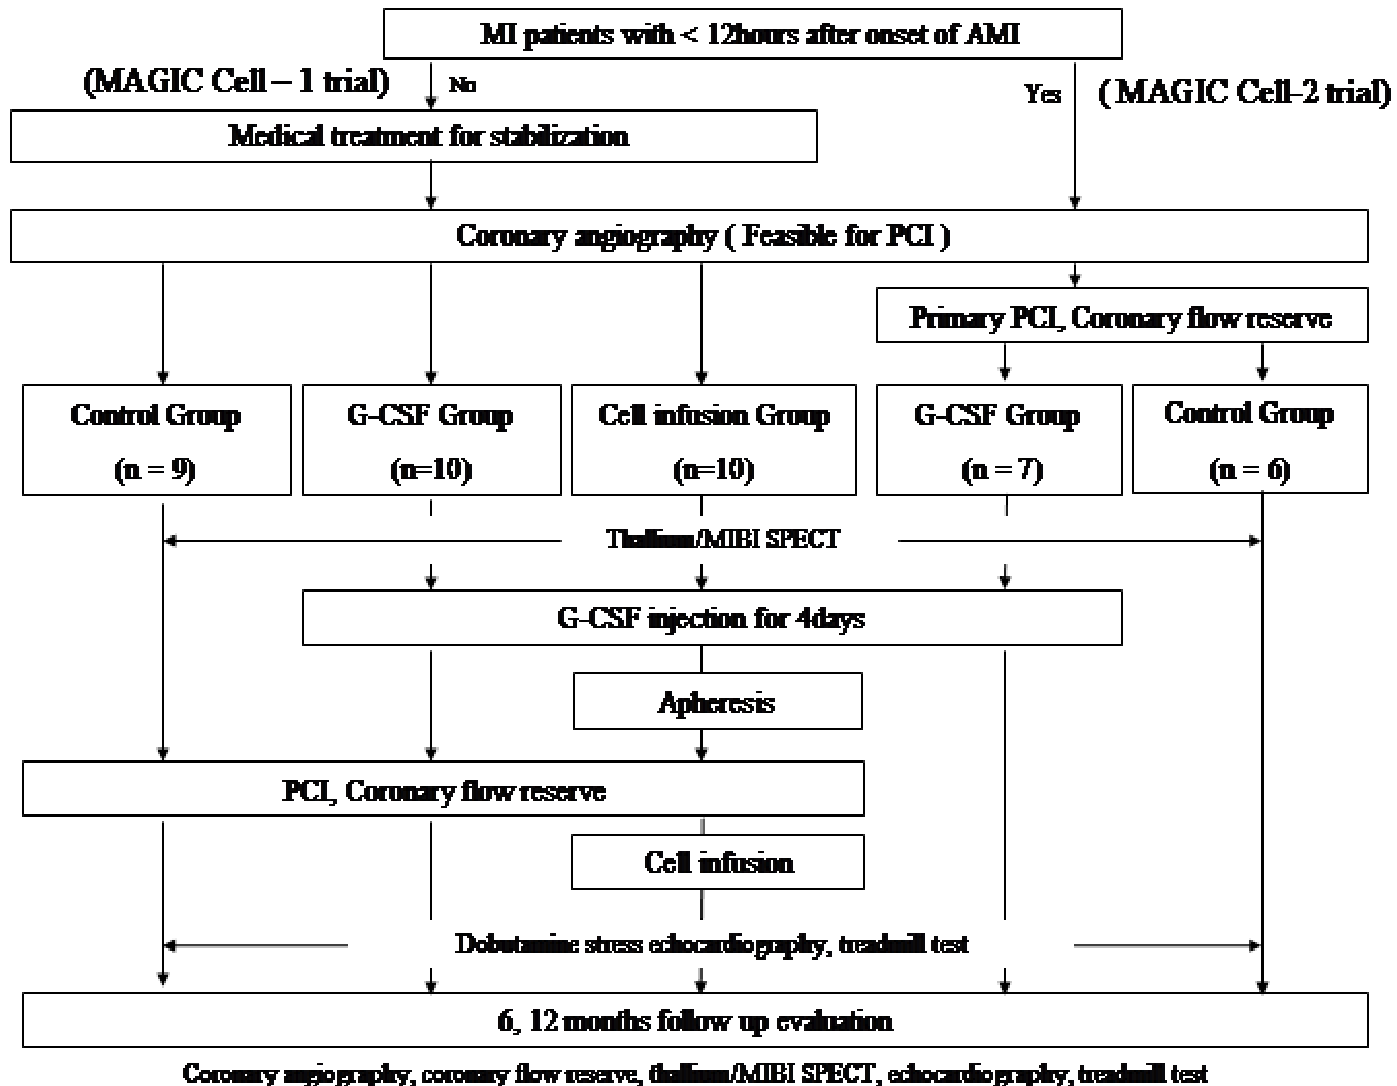 MI patients with < 12hours after onset of AMI
(MAGIC Cell – 1 trial)
No
Yes
( MAGIC Cell-2 trial)
Medical treatment for stabilization
Coronary angiography ( Feasible for PCI )
Primary PCI, Coronary flow reserve
Control Group
(n = 9)
G-CSF Group
(n=10)
Cell infusion Group
(n=10)
G-CSF Group
(n = 7)
Control Group
(n = 6)
Thallium/MIBI SPECT
G-CSF injection for 4days
Apheresis
PCI, Coronary flow reserve
Cell infusion
Dobutamine stress echocardiography, treadmill test
6, 12 months follow up evaluation
Coronary angiography, coronary flow reserve, thallium/MIBI SPECT, echocardiography, treadmill test